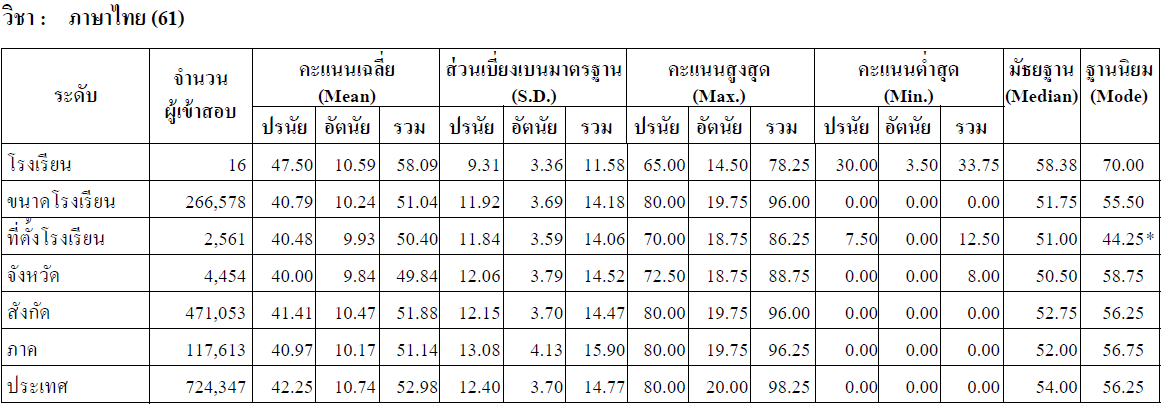 วิชา : ภาษาไทย (61)
ระดับ จำนวนผู้เข้าสอบ คะแนนเฉลี่ย (Mean) ส่วนเบี่ยงเบนมาตรฐาน (S.D.) คะแนนสูงสุด (Max.) คะแนนต่ำสุด (Min.) มัธยฐาน (Median) ฐานนิยม (Mode)
ปรนัย อัตนัย รวม ปรนัย อัตนัย รวม ปรนัย อัตนัย รวม ปรนัย อัตนัย รวม
โรงเรียน 16 47.50 10.59 58.09 9.31 3.36 11.58 65.00 14.50 78.25 30.00 3.50 33.75 58.38 70.00
ขนาดโรงเรียน 266,578 40.79 10.24 51.04 11.92 3.69 14.18 80.00 19.75 96.00 0.00 0.00 0.00 51.75 55.50
ที่ตั้งโรงเรียน 2,561 40.48 9.93 50.40 11.84 3.59 14.06 70.00 18.75 86.25 7.50 0.00 12.50 51.00 44.25*
จังหวัด 4,454 40.00 9.84 49.84 12.06 3.79 14.52 72.50 18.75 88.75 0.00 0.00 8.00 50.50 58.75
สังกัด 471,053 41.41 10.47 51.88 12.15 3.70 14.47 80.00 19.75 96.00 0.00 0.00 0.00 52.75 56.25
ภาค 117,613 40.97 10.17 51.14 13.08 4.13 15.90 80.00 19.75 96.25 0.00 0.00 0.00 52.00 56.75
ประเทศ 724,347 42.25 10.74 52.98 12.40 3.70 14.77 80.00 20.00 98.25 0.00 0.00 0.00 54.00 56.25